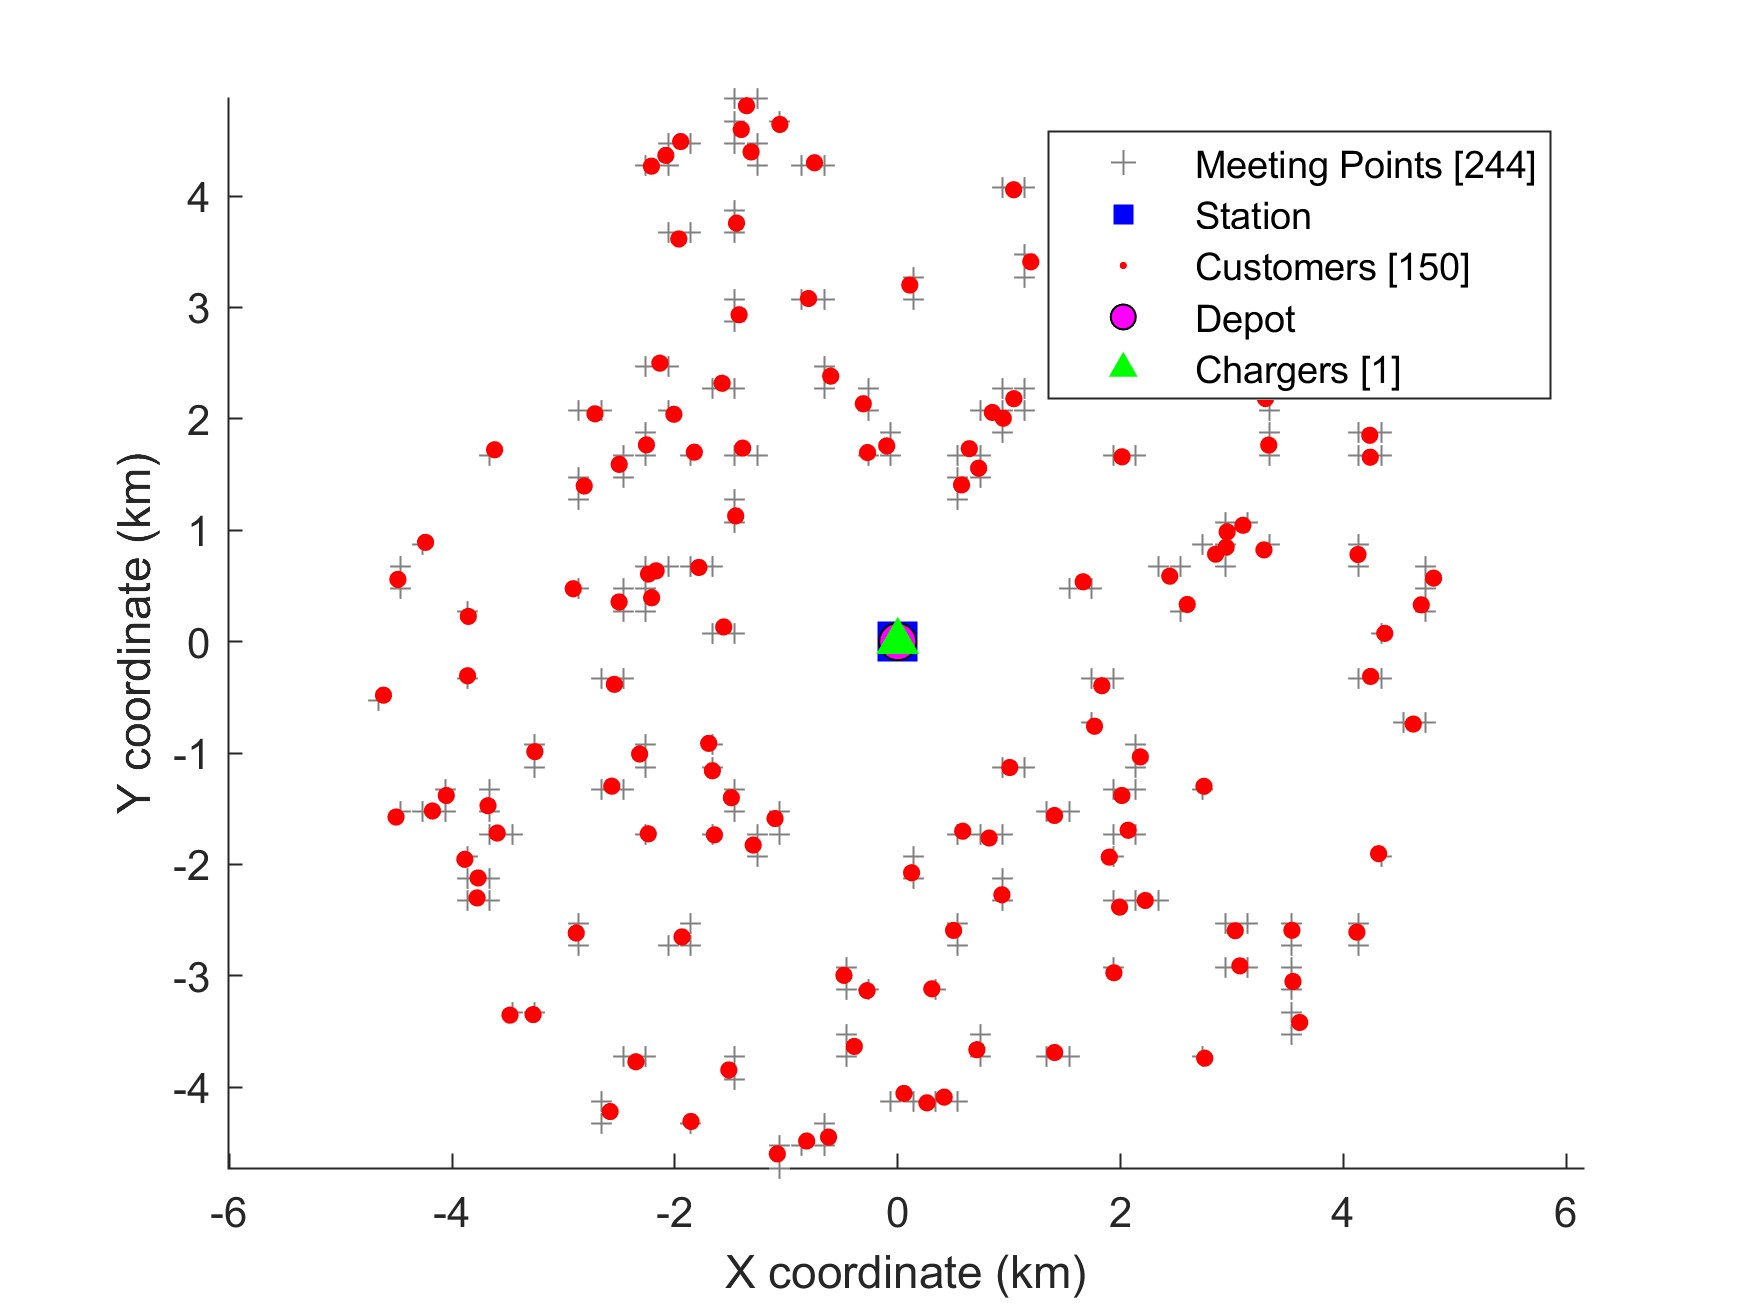 Meeting Points [244]
Station
Customers [150]
Depot
Chargers [1]
4
3
2
1
0
-1
-2
-3
-4
Y coordinate (km)
-6 -4 -2 0 2 4 6
X coordinate (km)